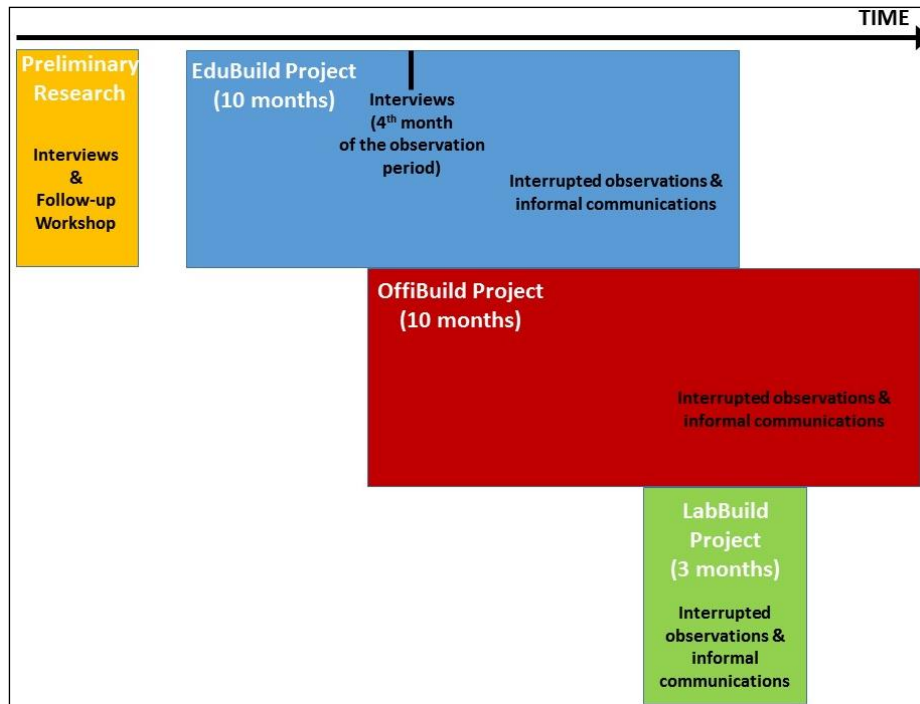 TIME
Preliminary
Research
Interviews
&
Follow-up
Workshop
EduBuild Project
(10 months)
Interviews
(4th month
of the observation
period)
Interrupted observations &
informal communications
OffiBuild Project
(10 months)
Interrupted observations &
informal communications
LabBuild
Project
(3 months)
Interrupted
observations &
informal
communications